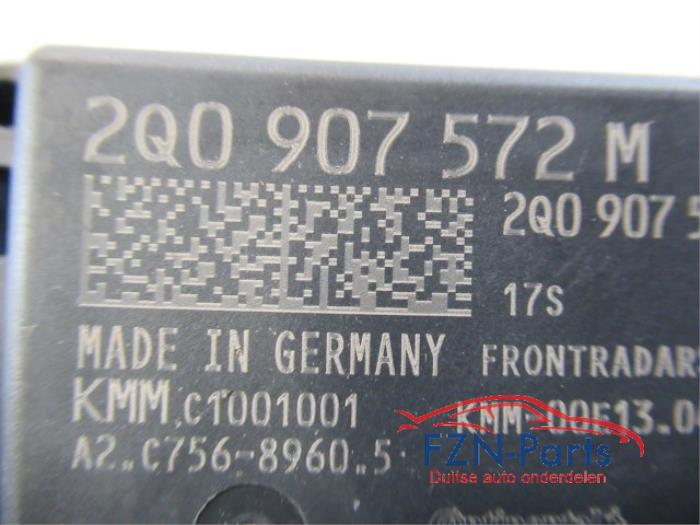 2Q0 907 572 M
2Q0 907 5
17S
MADE IN GERMANY FRONTRADAR
KMM.C1001001
A2.C756-8960.5
FZN-Parts
Duitse auto onderdelen